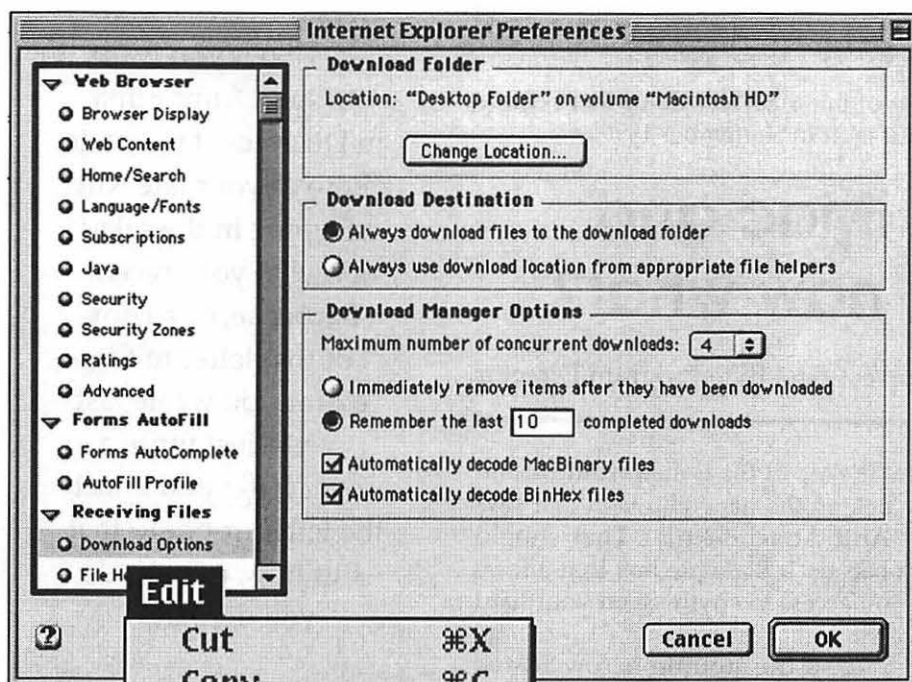 Internet Explorer Preferences
Web Browser
Browser Display
Web Content
Home/Search
Language/Fonts
Subscriptions
Java
Security
Security Zones
Ratings
Advanced
Forms AutoFill
Forms AutoComplete
AutoFill Profile
Receiving Files
Download Options
File
Download Folder
Location: “Desktop Folder” on volume “Macintosh HD”
Change Location...
Download Destination
Always download files to the download folder
Always use download location from appropriate file helpers
Download Manager Options
Maximum number of concurrent downloads: 4
Immediately remove items after they have been downloaded
Remember the last 10 completed downloads
Automatically decode MacBinary files
Automatically decode BinHex files
Edit
Cut ⌘X
Copy ⌘C
?
Cancel
OK